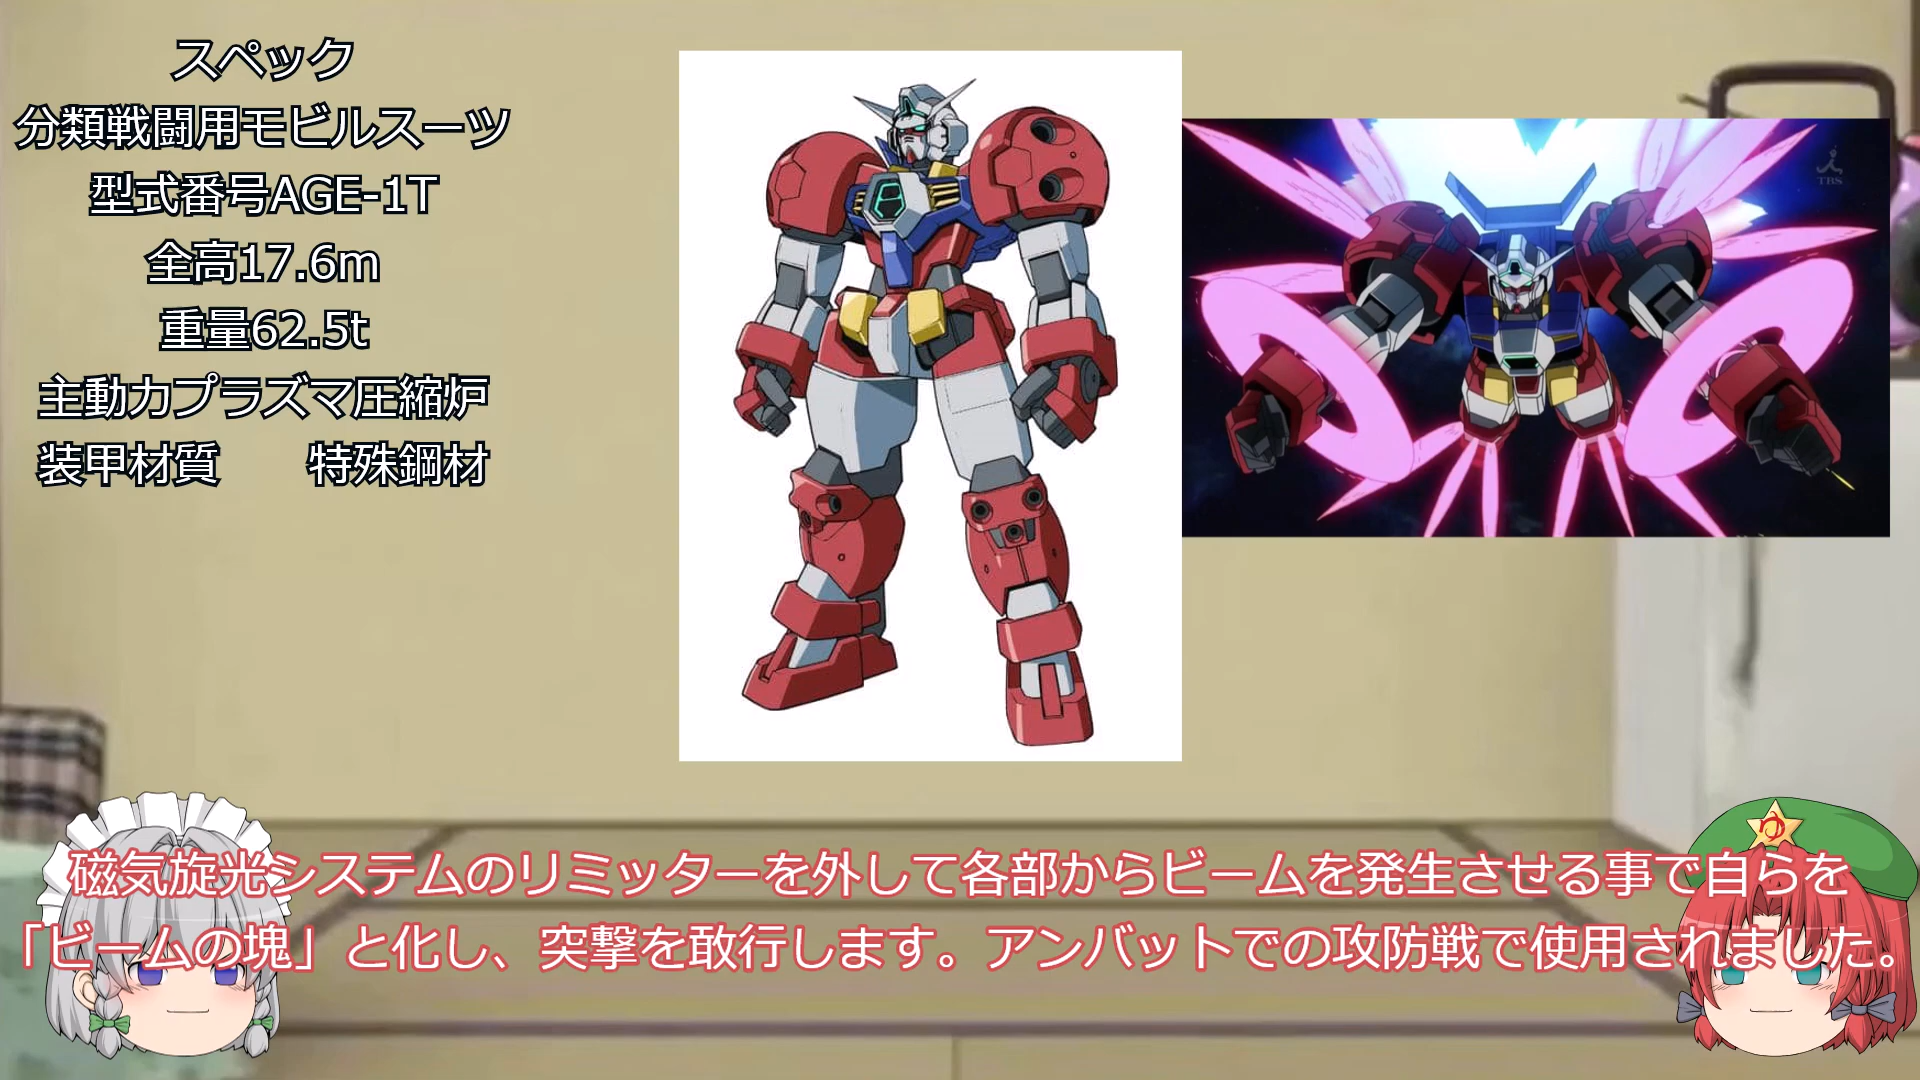 スペック
分類戦闘用モビルスーツ
型式番号AGE-1T
全高17.6m
重量62.5t
主動力プラズマ圧縮炉
装甲材質　　特殊鋼材
TBS
磁気旋光システムのリミッターを外して各部からビームを発生させる事で自らを
「ビームの塊」と化し、突撃を敢行します。アンバットでの攻防戦で使用されました。